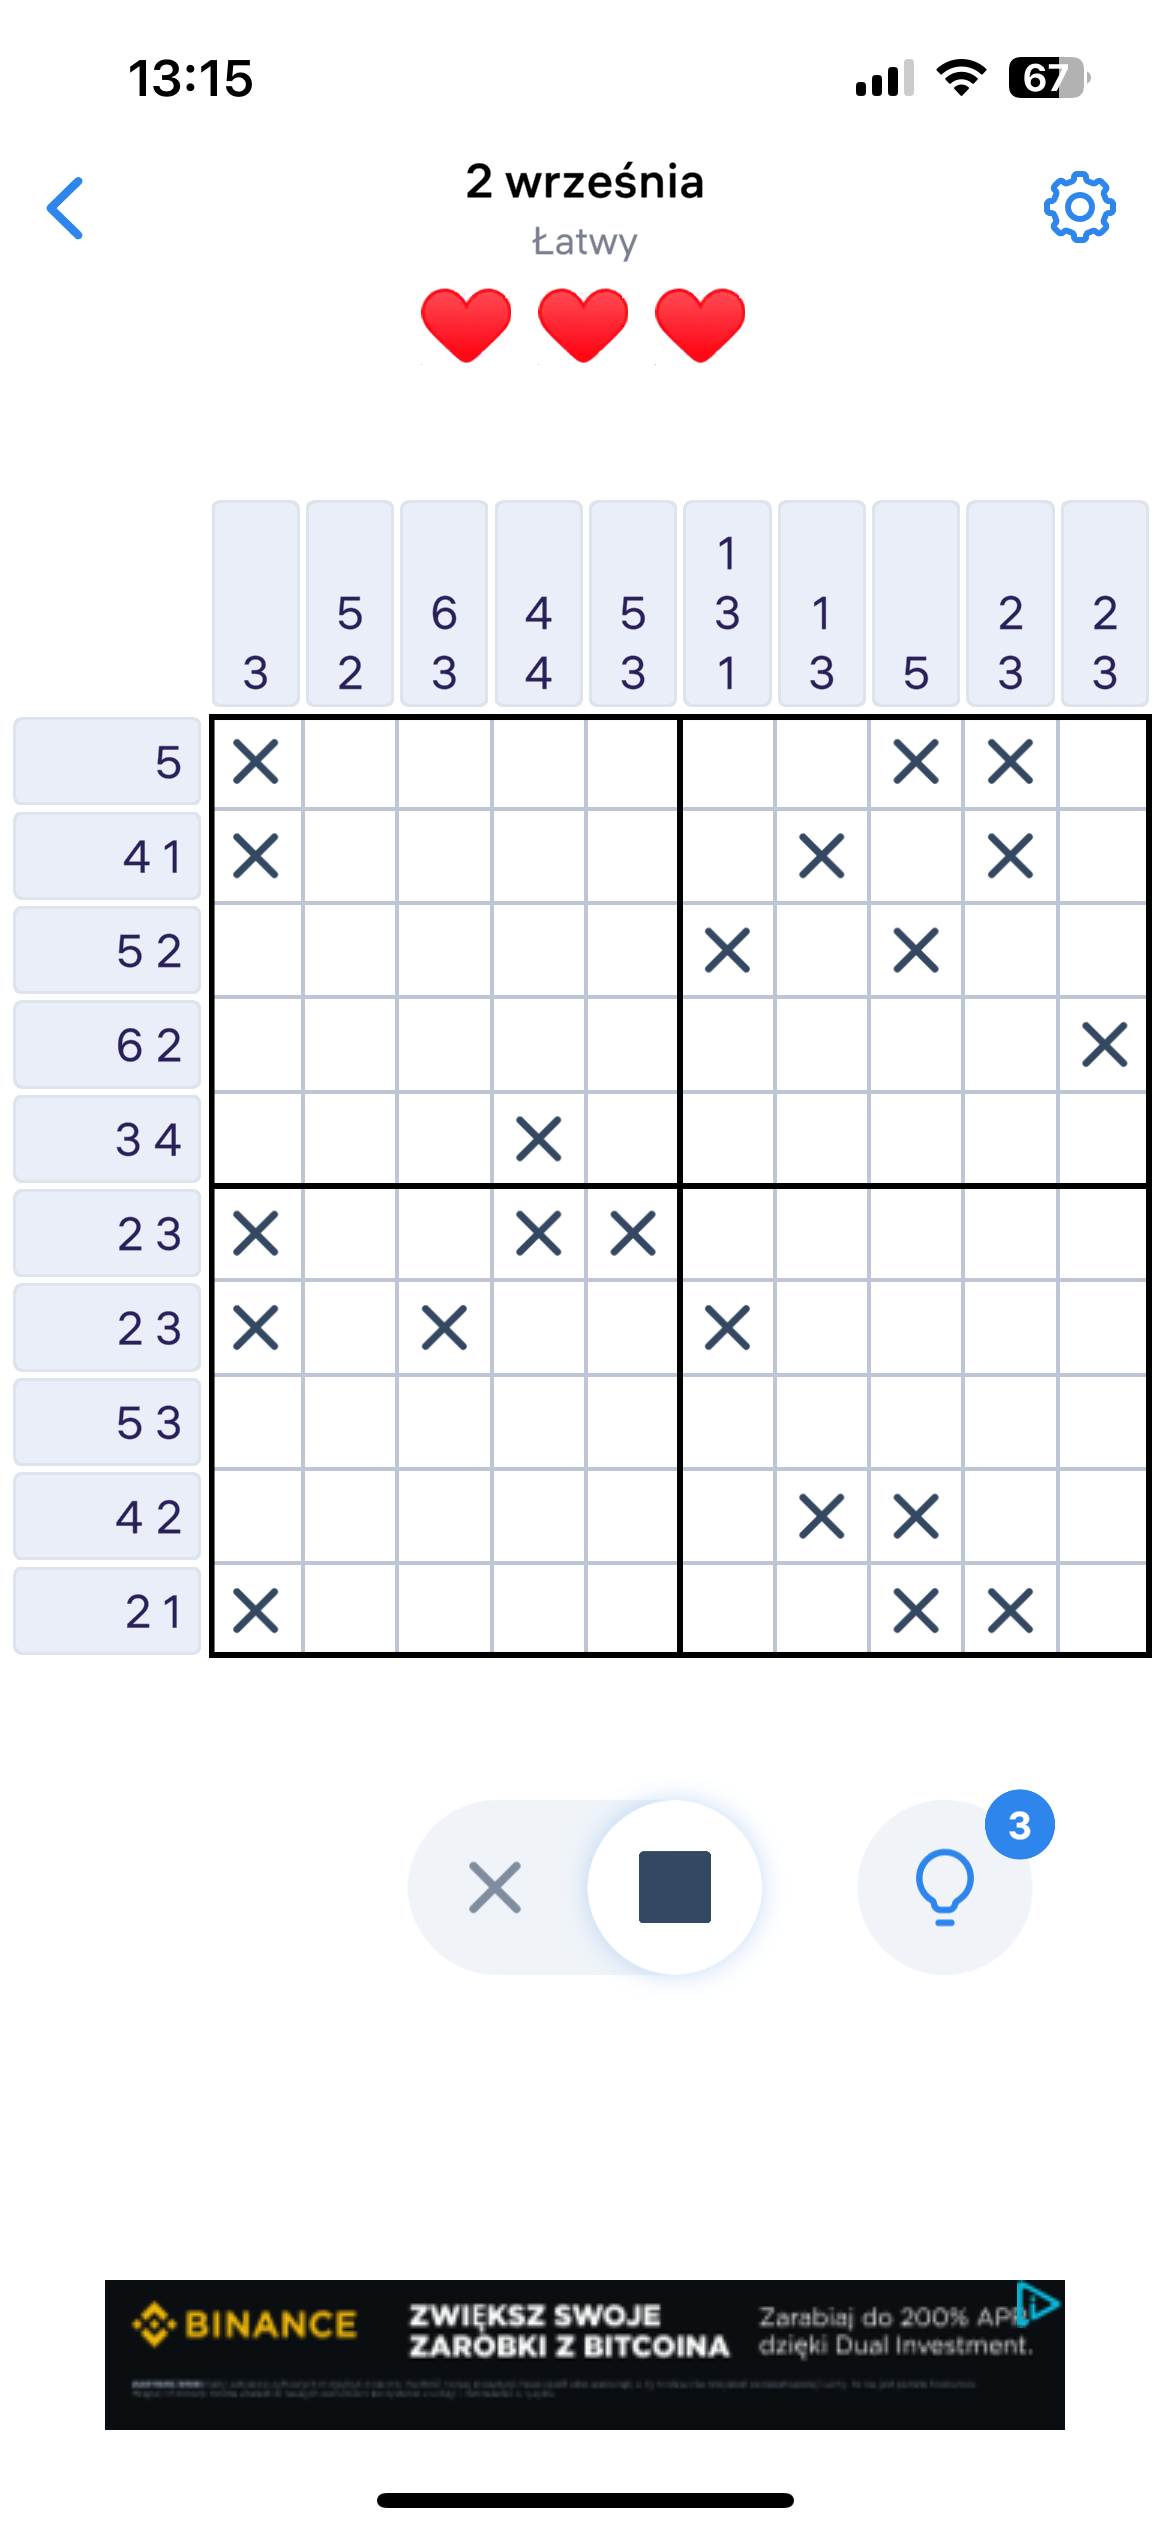 13:15
67
2 września
Łatwy
1
5 6 4 5 3 1 2 2
3 2 3 4 3 1 3 5 3 3
5
4 1
5 2
6 2
3 4
2 3
2 3
5 3
4 2
2 1
3
BINANCE
ZWIĘKSZ SWOJE
ZAROBKI Z BITCOINA
Zarabiaj do 200% APR
dzięki Dual Investment.